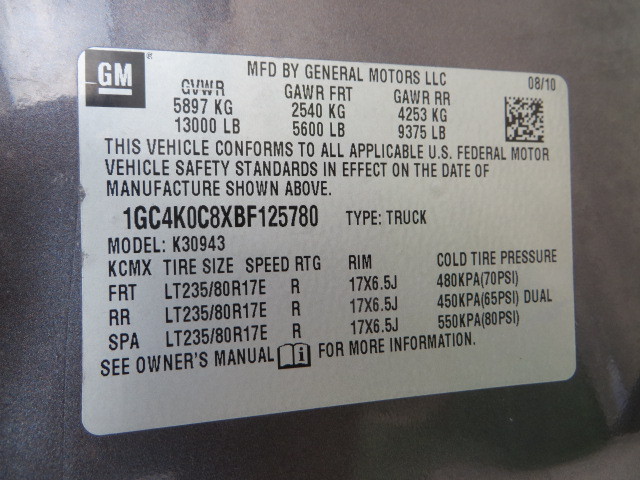 GM
MFD BY GENERAL MOTORS LLC
08/10
GVWR GAWR FRT GAWR RR
5897 KG 2540 KG 4253 KG
13000 LB 5600 LB 9375 LB
THIS VEHICLE CONFORMS TO ALL APPLICABLE U.S. FEDERAL MOTOR
VEHICLE SAFETY STANDARDS IN EFFECT ON THE DATE OF
MANUFACTURE SHOWN ABOVE.
1GC4K0C8XBF125780 TYPE: TRUCK
MODEL: K30943
KCMX TIRE SIZE SPEED RTG RIM COLD TIRE PRESSURE
FRT LT235/80R17E R 17X6.5J 480KPA(70PSI)
RR LT235/80R17E R 17X6.5J 450KPA(65PSI) DUAL
SPA LT235/80R17E R 17X6.5J 550KPA(80PSI)
SEE OWNER'S MANUAL FOR MORE INFORMATION.